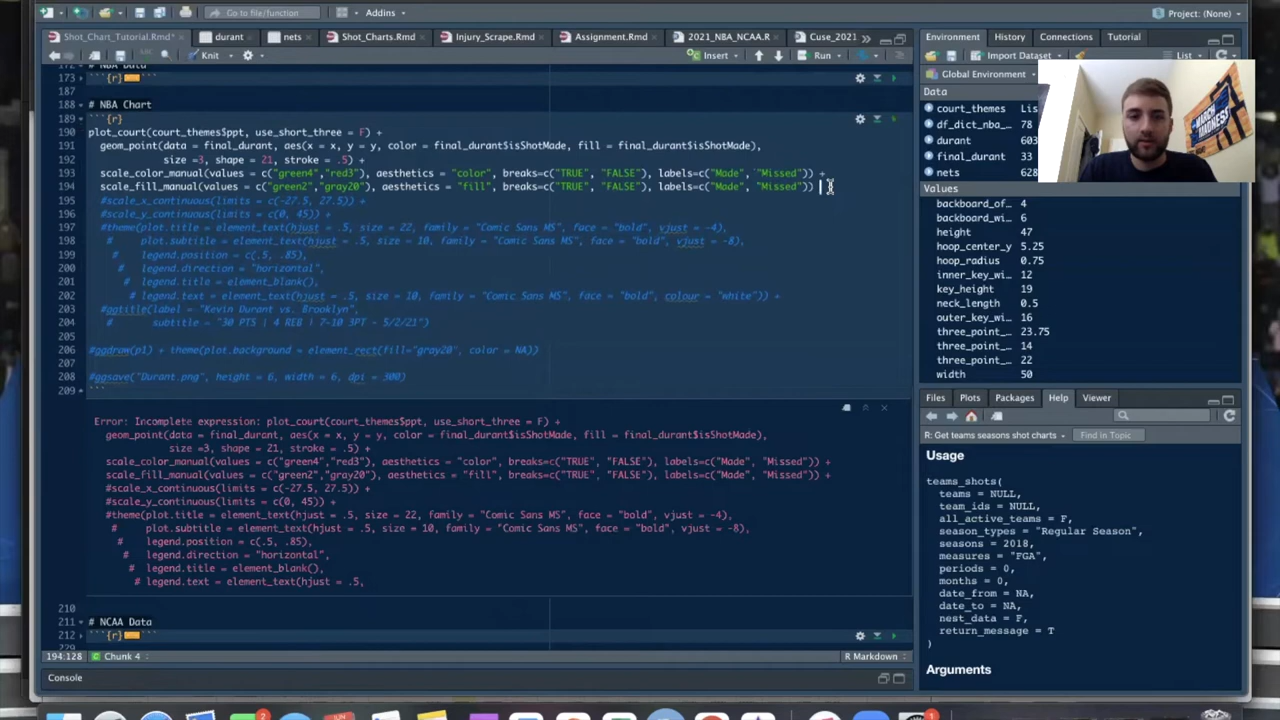 Go to file/function
Addins
Project: (None)
Shot_Chart_Tutorial.Rmd*
durant
nets
Shot_Charts.Rmd
Injury_Scrape.Rmd
Assignment.Rmd
2021_NBA_NCAA.R
Cuse_2021
Knit
Insert
Run
172 # NBA Data
173 ```{r}
187
188 # NBA Chart
189 ```{r}
190 plot_court(court_themes$ppt, use_short_three = F) +
191 geom_point(data = final_durant, aes(x = x, y = y, color = final_durant$isShotMade, fill = final_durant$isShotMade),
192 size =3, shape = 21, stroke = .5) +
193 scale_color_manual(values = c("green4","red3"), aesthetics = "color", breaks=c("TRUE", "FALSE"), labels=c("Made", "Missed")) +
194 scale_fill_manual(values = c("green2","gray20"), aesthetics = "fill", breaks=c("TRUE", "FALSE"), labels=c("Made", "Missed"))
195 #scale_x_continuous(limits = c(-27.5, 27.5)) +
196 #scale_y_continuous(limits = c(0, 45)) +
197 #theme(plot.title = element_text(hjust = .5, size = 22, family = "Comic Sans MS", face = "bold", vjust = -4),
198 # plot.subtitle = element_text(hjust = .5, size = 10, family = "Comic Sans MS", face = "bold", vjust = -8),
199 # legend.position = c(.5, .85),
200 # legend.direction = "horizontal",
201 # legend.title = element_blank(),
202 # legend.text = element_text(hjust = .5, size = 10, family = "Comic Sans MS", face = "bold", colour = "white")) +
203 #ggtitle(label = "Kevin Durant vs. Brooklyn",
204 # subtitle = "30 PTS | 4 REB | 7-10 3PT - 5/2/21")
205
206 #ggdraw(p1) + theme(plot.background = element_rect(fill="gray20", color = NA))
207
208 #ggsave("Durant.png", height = 6, width = 6, dpi = 300)
209 ```
Error: Incomplete expression: plot_court(court_themes$ppt, use_short_three = F) +
geom_point(data = final_durant, aes(x = x, y = y, color = final_durant$isShotMade, fill = final_durant$isShotMade),
size =3, shape = 21, stroke = .5) +
scale_color_manual(values = c("green4","red3"), aesthetics = "color", breaks=c("TRUE", "FALSE"), labels=c("Made", "Missed")) +
scale_fill_manual(values = c("green2","gray20"), aesthetics = "fill", breaks=c("TRUE", "FALSE"), labels=c("Made", "Missed")) +
#scale_x_continuous(limits = c(-27.5, 27.5)) +
#scale_y_continuous(limits = c(0, 45)) +
#theme(plot.title = element_text(hjust = .5, size = 22, family = "Comic Sans MS", face = "bold", vjust = -4),
# plot.subtitle = element_text(hjust = .5, size = 10, family = "Comic Sans MS", face = "bold", vjust = -8),
# legend.position = c(.5, .85),
# legend.direction = "horizontal",
# legend.title = element_blank(),
# legend.text = element_text(hjust = .5,
210
211 # NCAA Data
212 ```{r}
229
194:128
Chunk 4
R Markdown
Console
Environment
History
Connections
Tutorial
Import Dataset
List
Global Environment
Data
court_themes Lis
df_dict_nba_… 78
durant 603
final_durant 33
nets
Values
backboard_of… 4
backboard_wi… 6
height 47
hoop_center_y 5.25
hoop_radius 0.75
inner_key_wi… 12
key_height 19
neck_length 0.5
outer_key_wi… 16
three_point_… 23.75
three_point_… 14
three_point_… 22
width 50
MARCH
MADNESS
Files
Plots
Packages
Help
Viewer
R: Get teams seasons shot charts
Find in Topic
Usage
teams_shots(
teams = NULL,
team_ids = NULL,
all_active_teams = F,
season_types = "Regular Season",
seasons = 2018,
measures = "FGA",
periods = 0,
months = 0,
date_from = NA,
date_to = NA,
nest_data = F,
return_message = T
)
Arguments